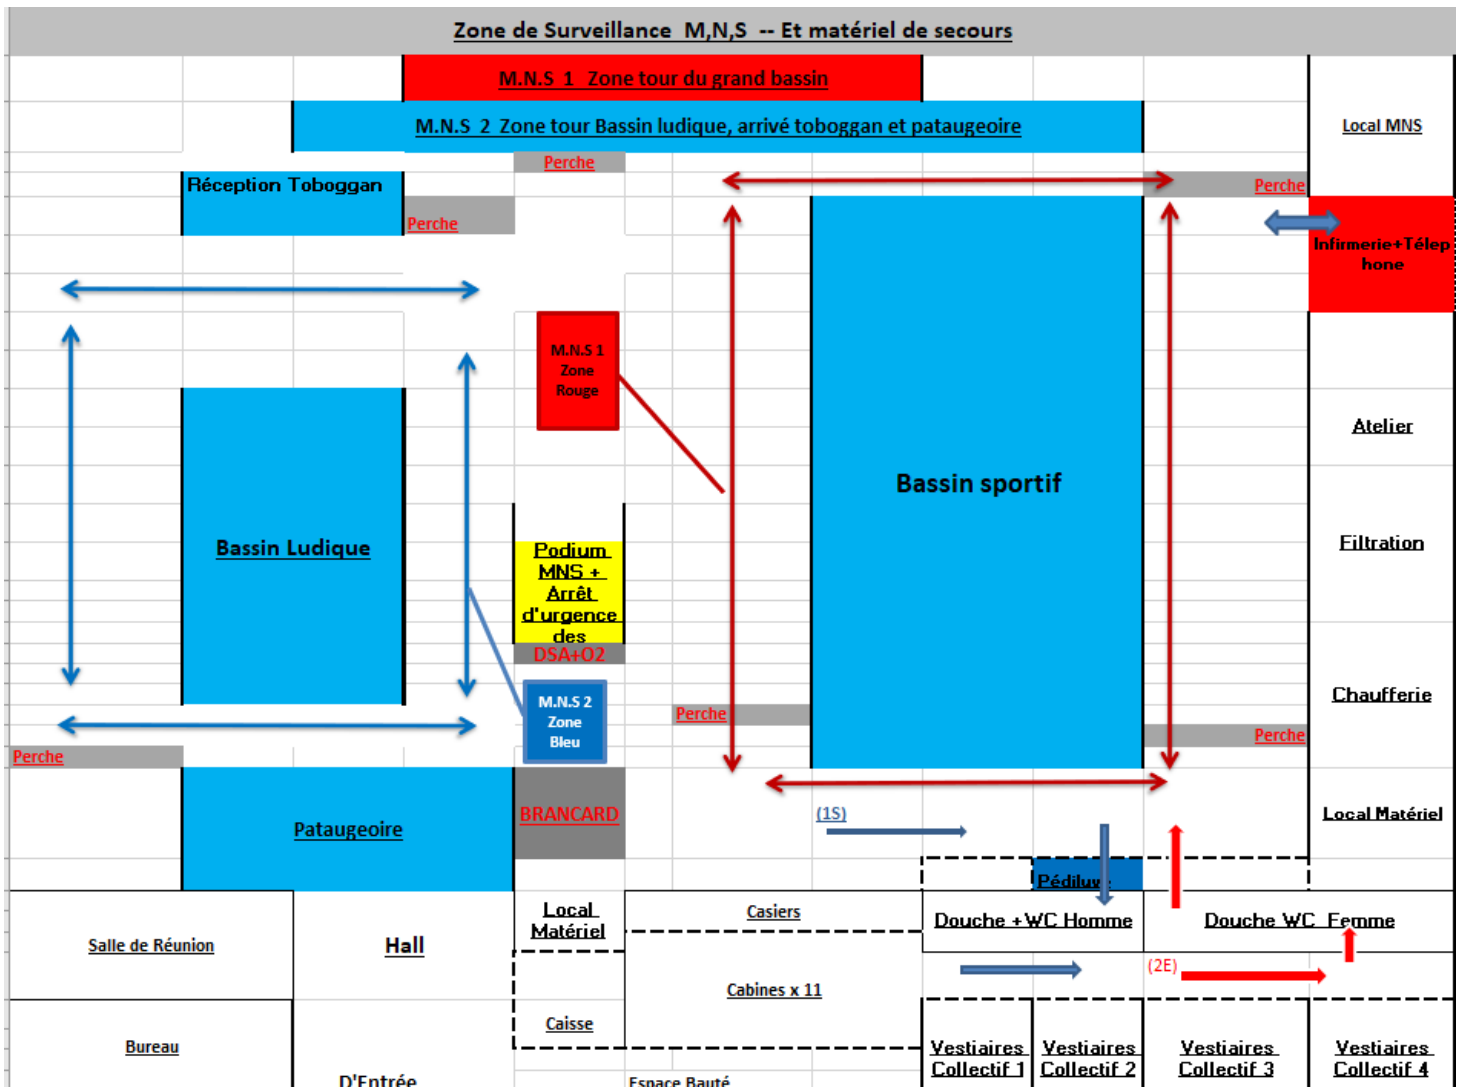 Zone de Surveillance M,N,S -- Et matériel de secours
M.N.S 1 Zone tour du grand bassin
M.N.S 2 Zone tour Bassin ludique, arrivé toboggan et pataugeoire
Local MNS
Perche
Réception Toboggan
Perche
Perche
Infirmerie+Télep
hone
M.N.S 1
Zone
Rouge
Atelier
Bassin sportif
Filtration
Bassin Ludique
Podium
MNS +
Arrêt
d'urgence
des
DSA+O2
M.N.S 2
Zone
Bleu
Chaufferie
Perche
Perche
Perche
BRANCARD
Pataugeoire
(1S)
Local Matériel
Pédiluve
Local
Matériel
Casiers
Douche +WC Homme
Douche WC Femme
Salle de Réunion
Hall
(2E)
Cabines x 11
Caisse
Bureau
Vestiaires
Collectif 1
Vestiaires
Collectif 2
Vestiaires
Collectif 3
Vestiaires
Collectif 4
D'Entrée
Espace Bauté